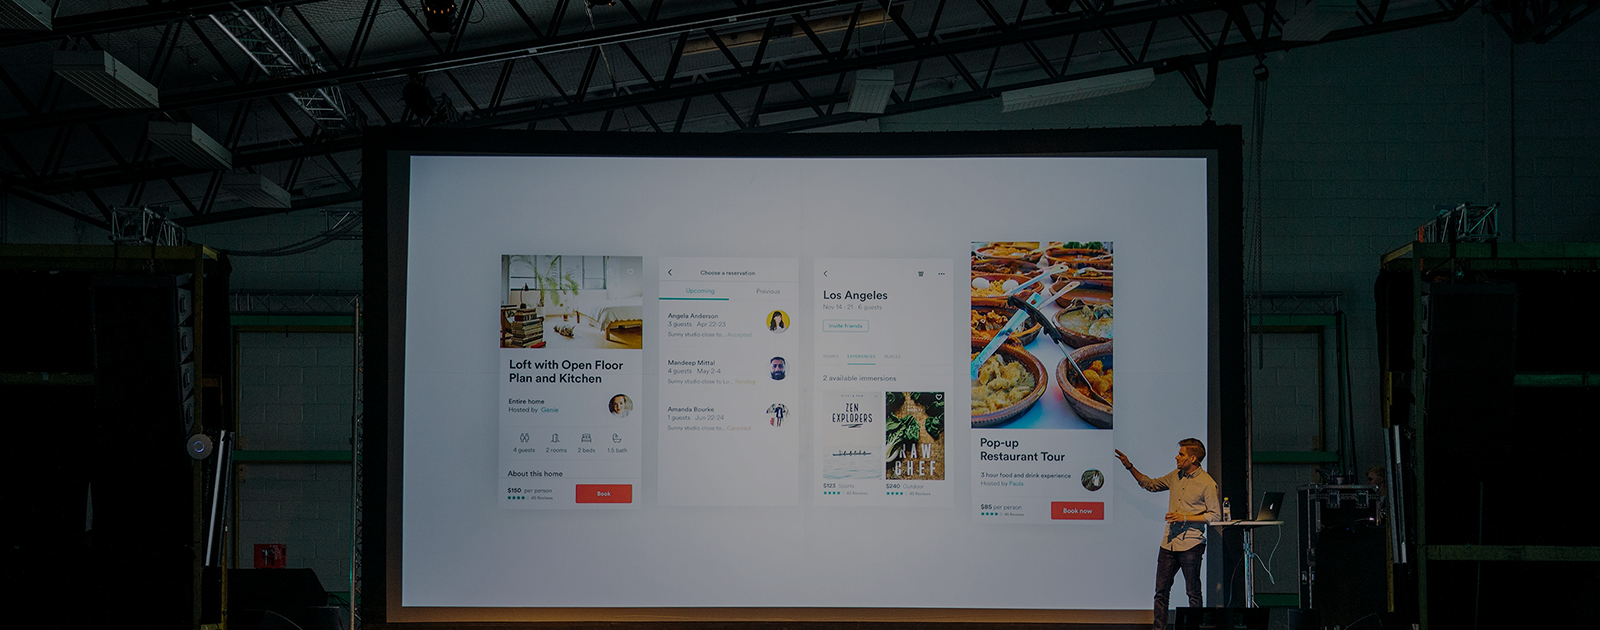 Loft with Open Floor
Plan and Kitchen
Entire home
Hosted by Genie
4 guests 2 rooms 2 beds 1.5 bath
About this home
$150 per person
Book
Choose a reservation
Upcoming Previous
Angela Anderson
3 guests Apr 22-23
Sunny studio close to... Accepted
Mandeep Mittal
4 guests May 2-4
Sunny studio close to Lo... Pending
Amanda Bourke
1 guests Jun 22-24
Sunny studio close to...
Los Angeles
Nov 14 - 21 · 6 guests
Invite friends
HOMES EXPERIENCES PLACES
2 available immersions
ZEN
EXPLORERS
RAW
CHEF
$123 Sports
$240 Outdoor
Pop-up
Restaurant Tour
3 hour food and drink experience
Hosted by Paula
$85 per person
Book now